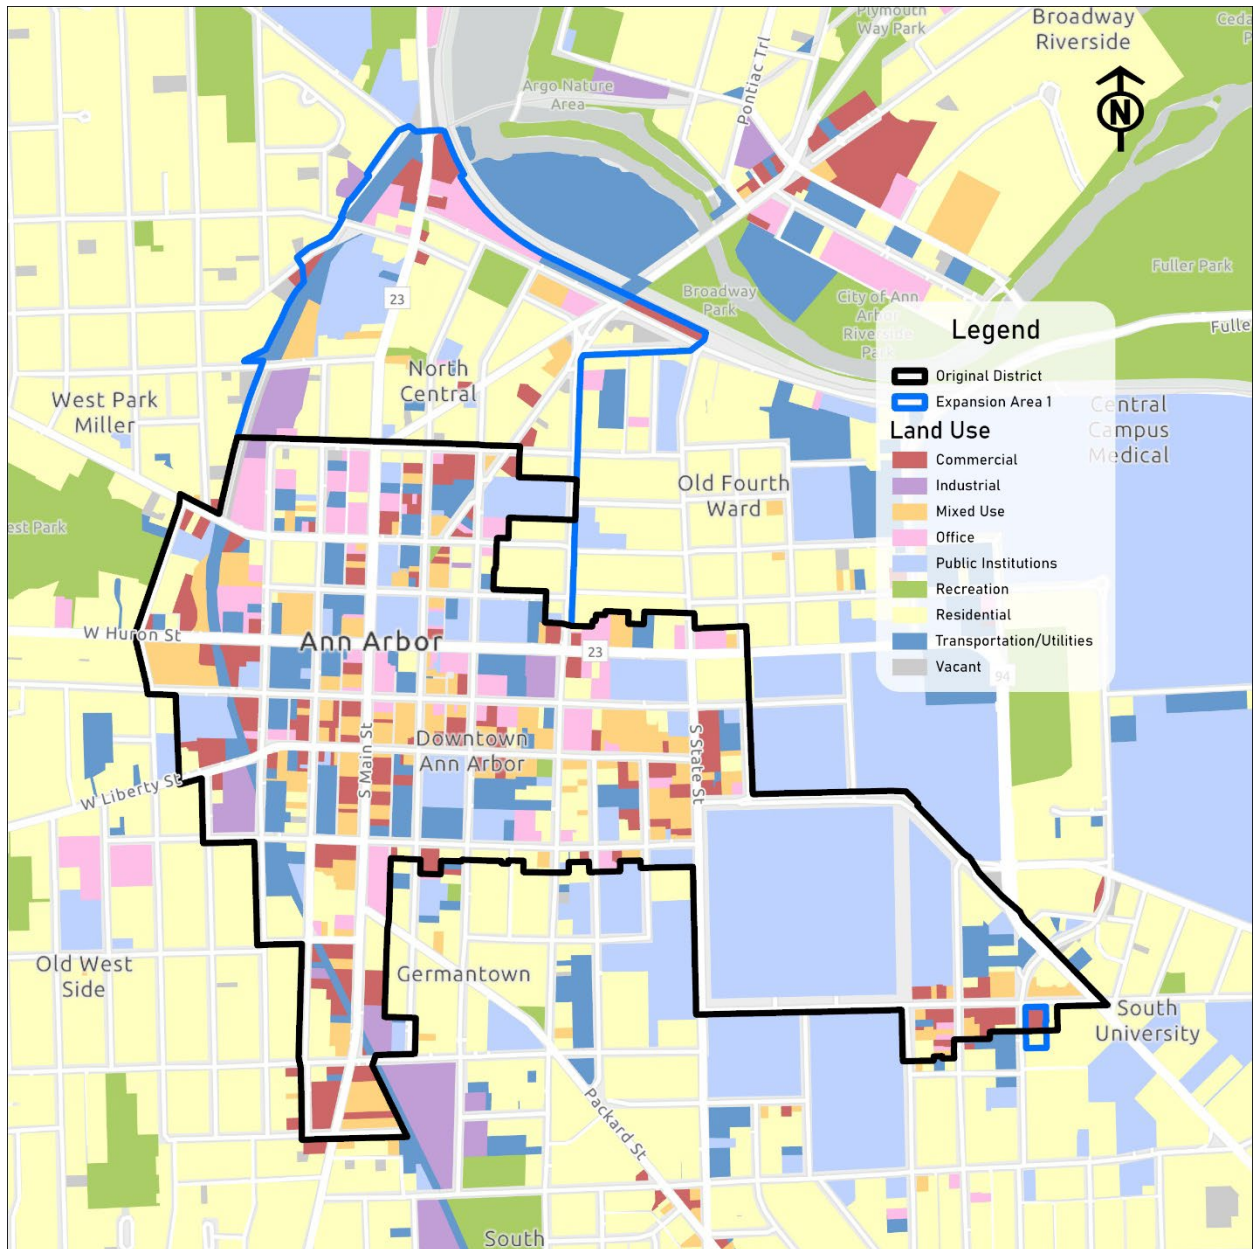 Plymouth
Way Park
Broadway
Riverside
Pontiac Trl
Argo Nature
Area
N
Fuller Park
Broadway
Park
City of Ann
Arbor
Riverside
Park
23
North
Central
West Park
Miller
Legend
Original District
Expansion Area 1
Land Use
Commercial
Industrial
Mixed Use
Office
Public Institutions
Recreation
Residential
Transportation/Utilities
Vacant
Central
Campus
Medical
Old Fourth
Ward
W Huron St
Ann Arbor
23
94
S Main St
Downtown
Ann Arbor
S State St
W Liberty St
Old West
Side
Germantown
South
University
Packard St
South